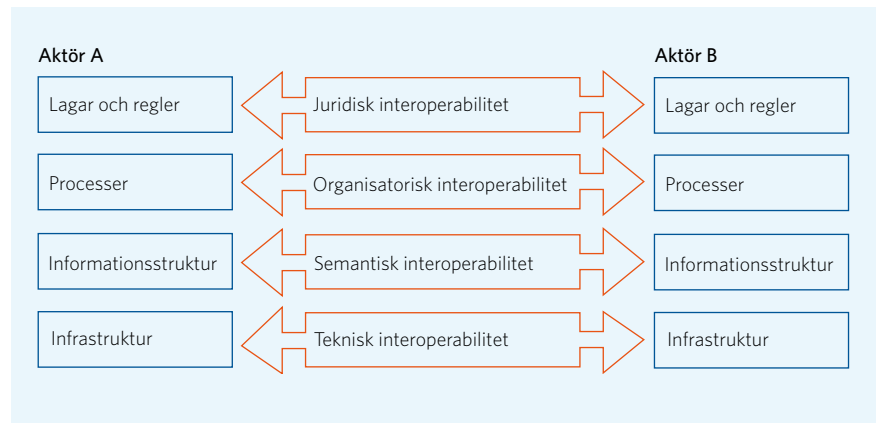 Aktör A
Aktör B
Lagar och regler
Juridisk interoperabilitet
Lagar och regler
Processer
Organisatorisk interoperabilitet
Processer
Informationsstruktur
Semantisk interoperabilitet
Informationsstruktur
Infrastruktur
Teknisk interoperabilitet
Infrastruktur